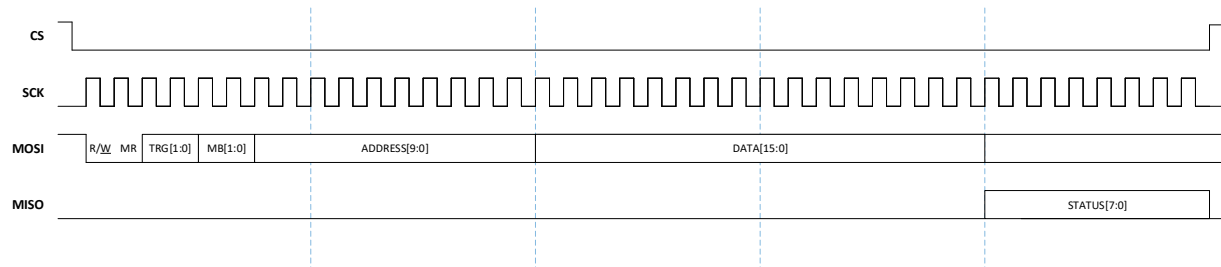 CS
SCK
MOSI R/W MR TRG[1:0] MB[1:0] ADDRESS[9:0] DATA[15:0]
MISO STATUS[7:0]